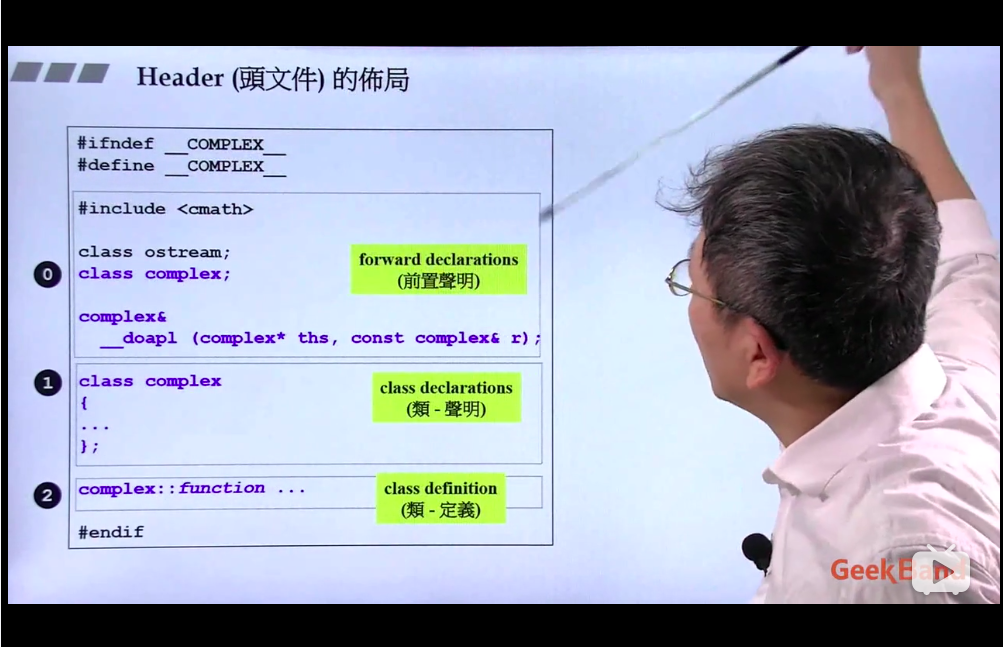 Header (頭文件) 的佈局
#ifndef __COMPLEX__
#define __COMPLEX__
#include <cmath>
class ostream;
0
class complex;
forward declarations
(前置聲明)
complex&
__doapl (complex* ths, const complex& r);
1
class complex
{
...
};
class declarations
(類 - 聲明)
2
complex::function ...
class definition
(類 - 定義)
#endif
GeekBand